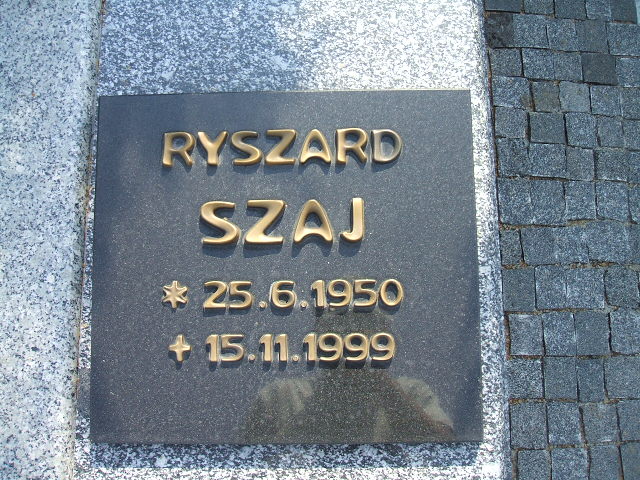 RYSZARD
SZAJ
* 25.6.1950
✝ 15.11.1999